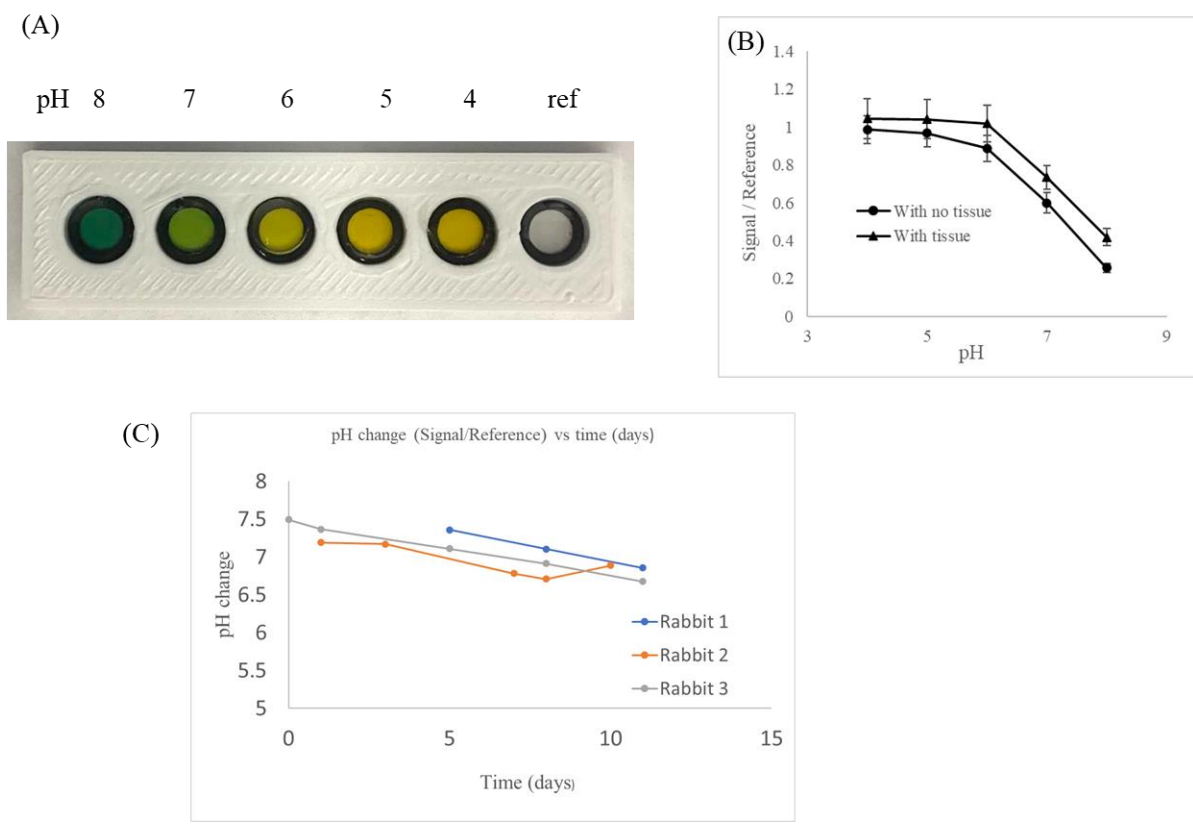 (A)
pH 8 7 6 5 4 ref
(B)
1.4
1.2
1
0.8
0.6
0.4
0.2
0
Signal / Reference
With no tissue
With tissue
3 5 7 9
pH
(C)
pH change (Signal/Reference) vs time (days)
8
7.5
7
6.5
6
5.5
5
pH change
Rabbit 1
Rabbit 2
Rabbit 3
0 5 10 15
Time (days)